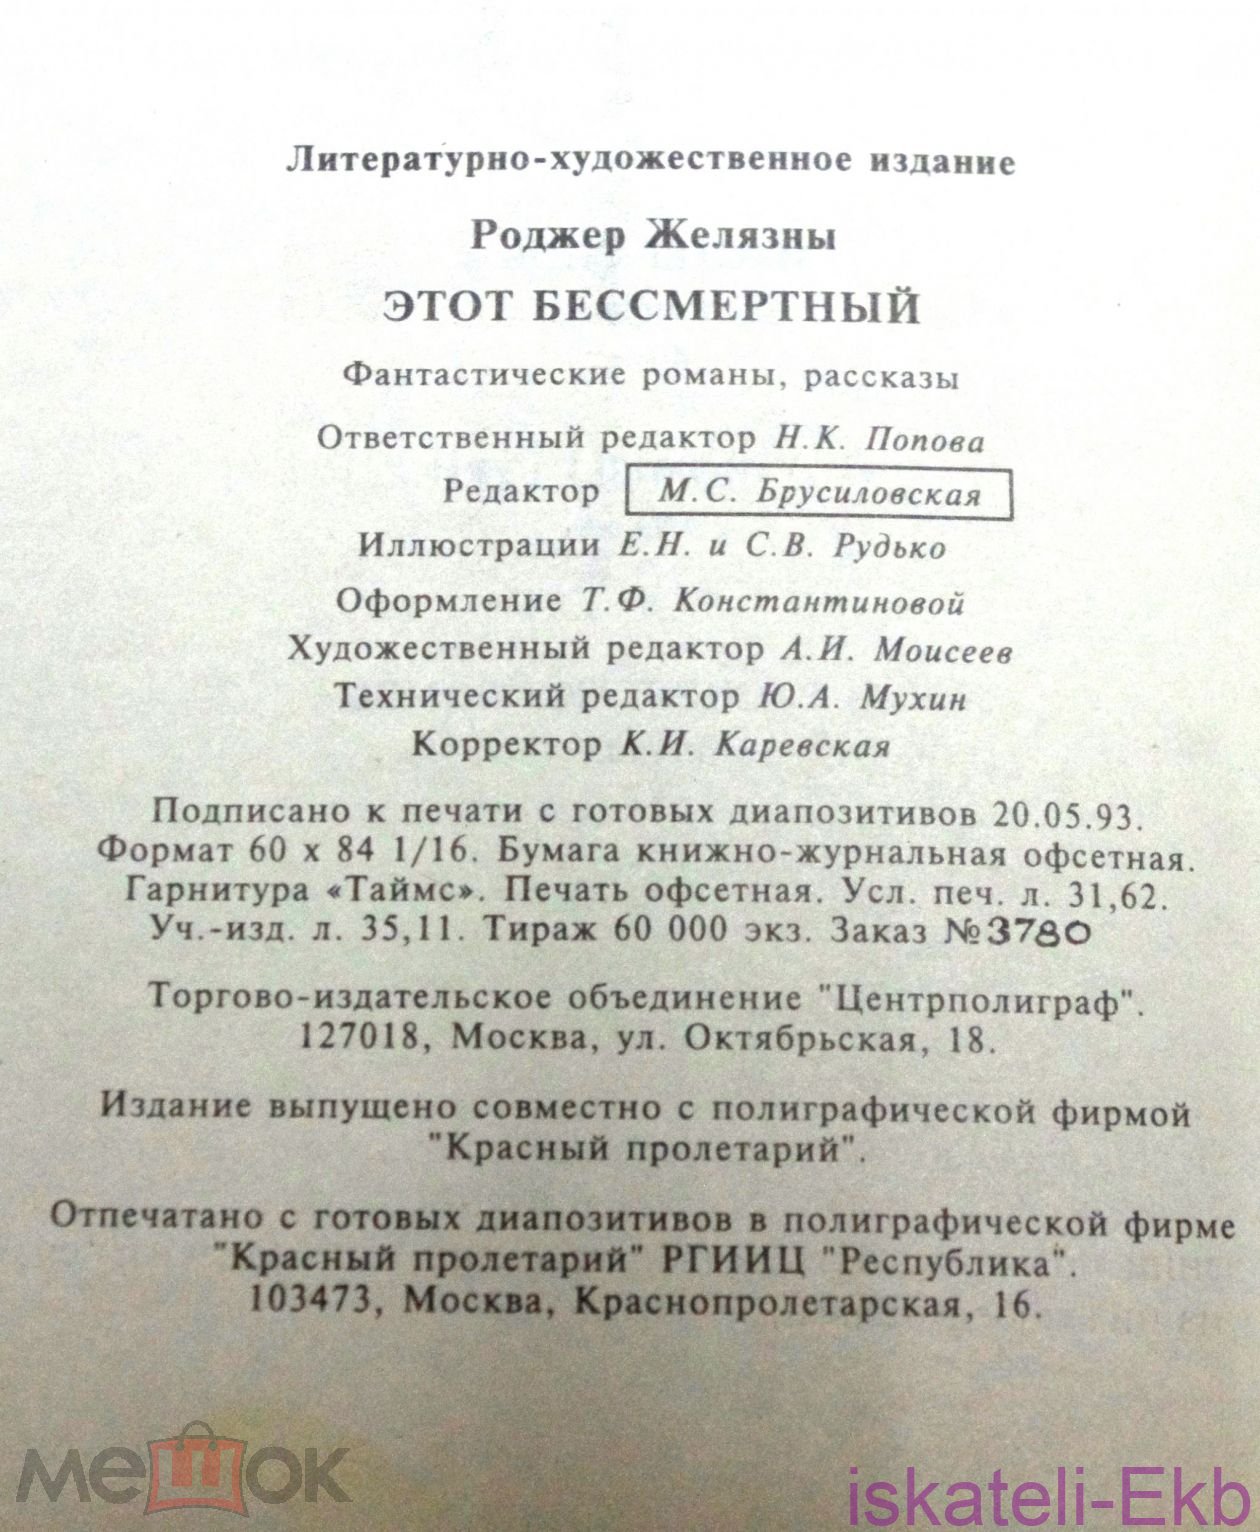 Литературно-художественное издание
Роджер Желязны
ЭТОТ БЕССМЕРТНЫЙ
Фантастические романы, рассказы
Ответственный редактор Н.К. Попова
Редактор М.С. Брусиловская
Иллюстрации Е.Н. и С.В. Рудько
Оформление Т.Ф. Константиновой
Художественный редактор А.И. Моисеев
Технический редактор Ю.А. Мухин
Корректор К.И. Каревская
Подписано к печати с готовых диапозитивов 20.05.93.
Формат 60 х 84 1/16. Бумага книжно-журнальная офсетная.
Гарнитура «Таймс». Печать офсетная. Усл. печ. л. 31,62.
Уч.-изд. л. 35,11. Тираж 60 000 экз. Заказ №3780
Торгово-издательское объединение "Центрполиграф".
127018, Москва, ул. Октябрьская, 18.
Издание выпущено совместно с полиграфической фирмой
"Красный пролетарий".
Отпечатано с готовых диапозитивов в полиграфической фирме
"Красный пролетарий" РГИИЦ "Республика".
103473, Москва, Краснопролетарская, 16.
мешок
iskateli-Ekb